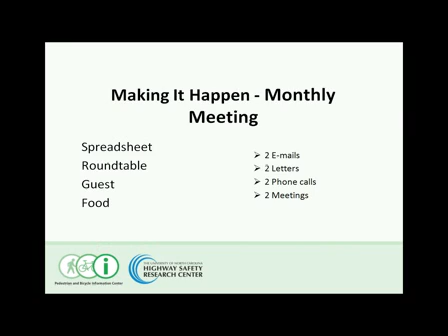 Making It Happen - Monthly
Meeting
Spreadsheet
Roundtable
Guest
Food
➢ 2 E-mails
➢ 2 Letters
➢ 2 Phone calls
➢ 2 Meetings
i
Pedestrian and Bicycle Information Center
THE UNIVERSITY OF NORTH CAROLINA
HIGHWAY SAFETY
RESEARCH CENTER